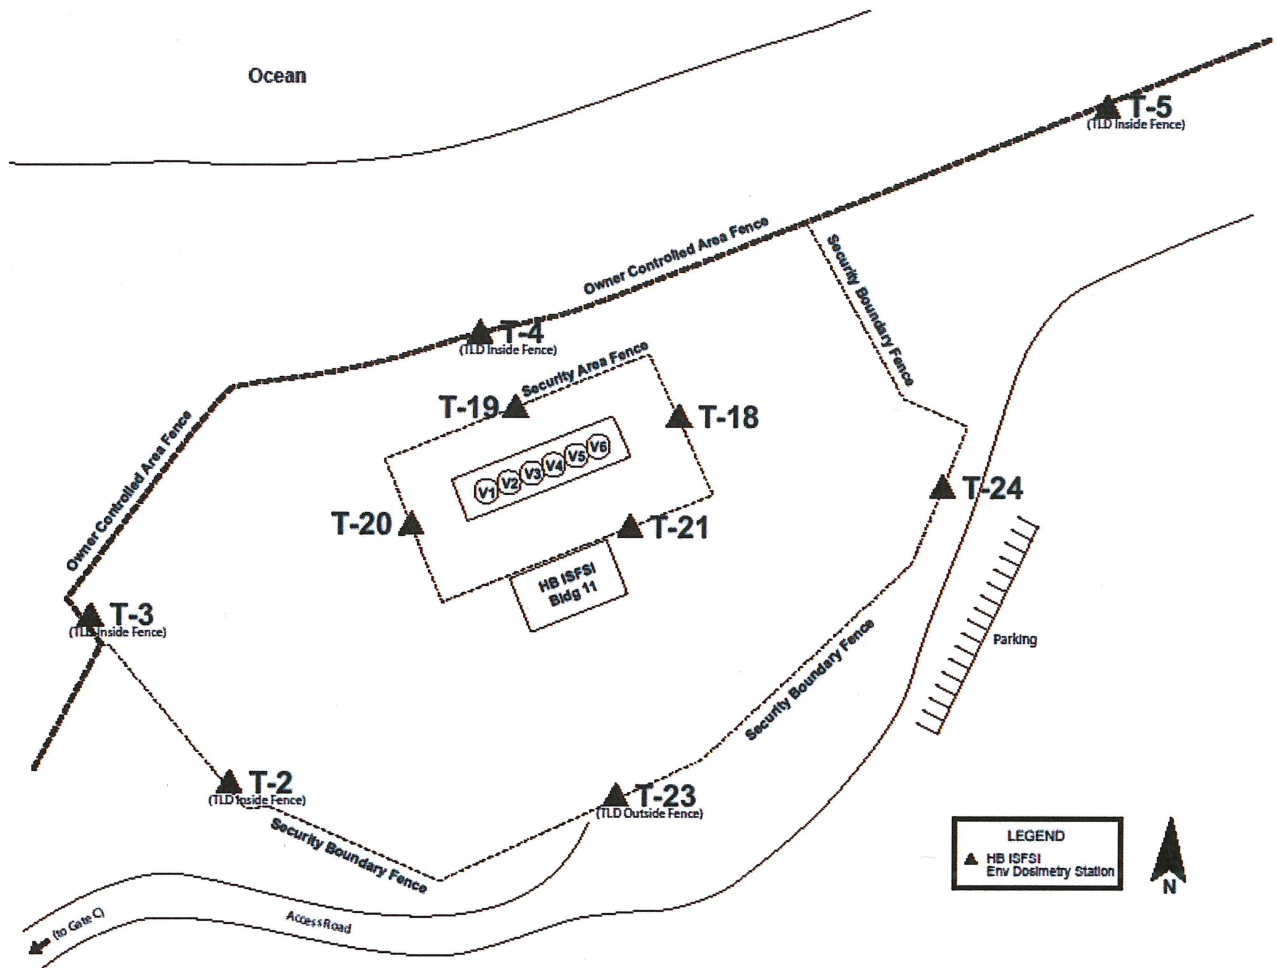 Ocean
T-5
(TLD Inside Fence)
Owner Controlled Area Fence
Security Boundary Fence
T-4
(TLD Inside Fence)
Security Area Fence
T-19
T-18
Owner Controlled Area Fence
V1 V2 V3 V4 V5 V6
T-24
T-20
T-21
HB ISFSI
Bldg 11
T-3
(TLD Inside Fence)
Parking
Security Boundary Fence
T-2
(TLD Inside Fence)
T-23
(TLD Outside Fence)
Security Boundary Fence
LEGEND
HB ISFSI
Env Dosimetry Station
N
Access Road
(to Gate C)